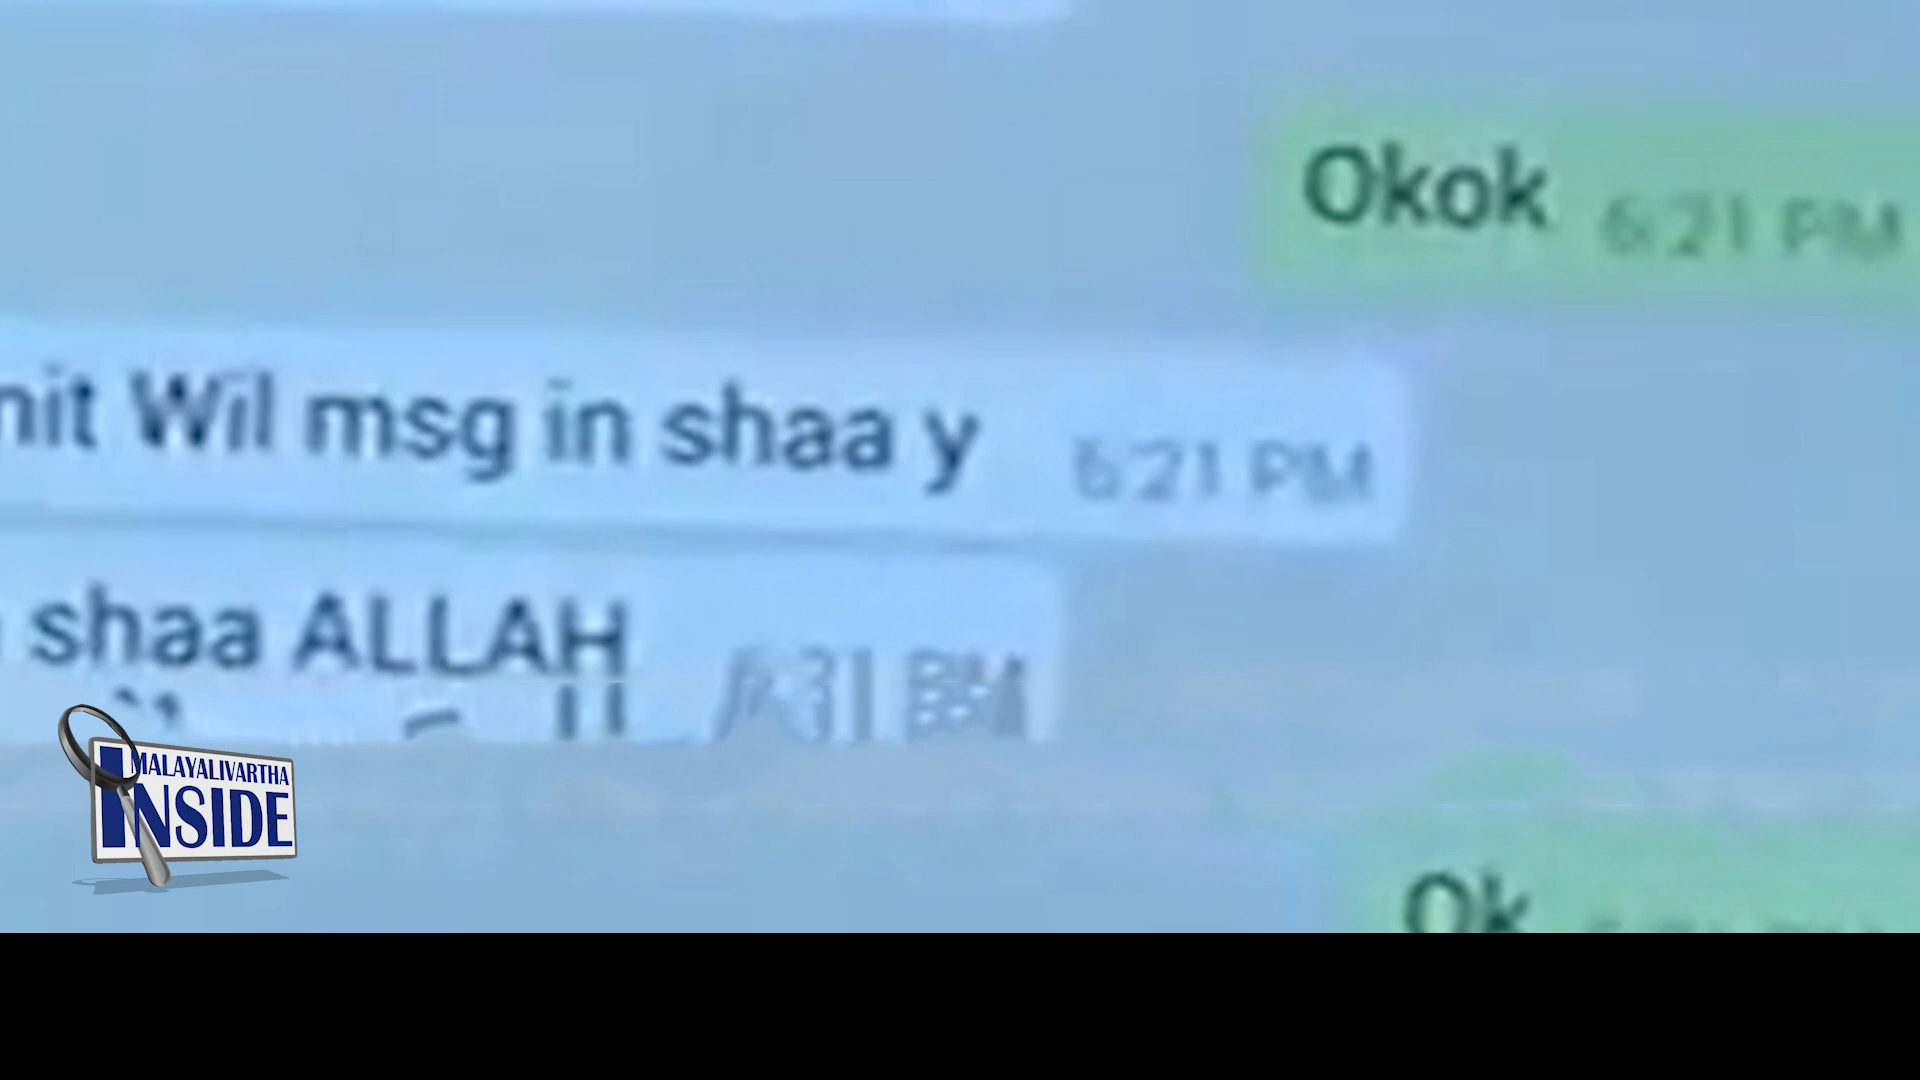 Okok 6:21 PM
nit Wil msg in shaa y 6:21 PM
shaa ALLAH
MALAYALIVARTHA
INSIDE
Ok